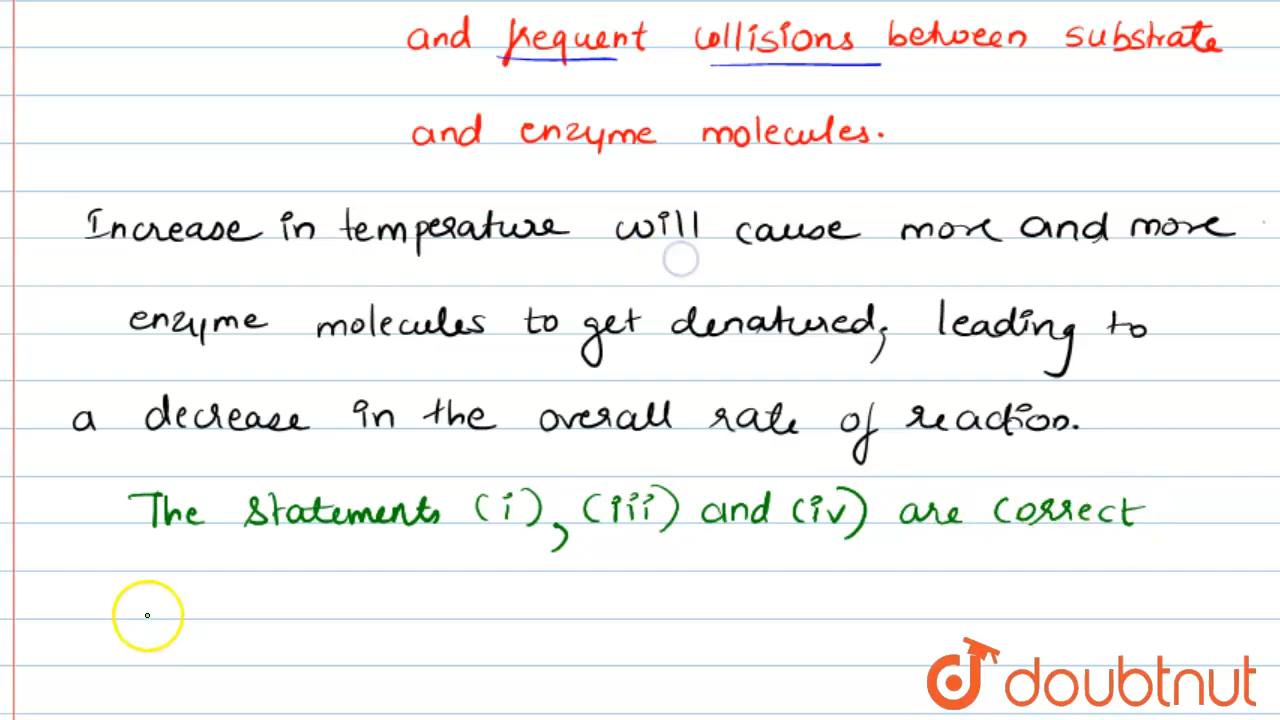 and frequent collisions between substrate
and enzyme molecules.
Increase in temperature will cause more and more
enzyme molecules to get denatured, leading to
a decrease in the overall rate of reaction.
The statements (i), (iii) and (iv) are correct
doubtnut